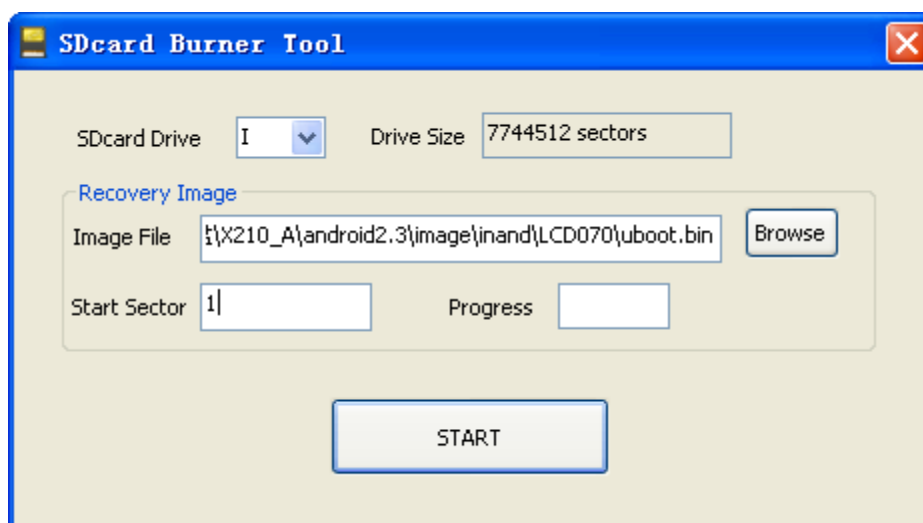 SDcard Burner Tool
SDcard Drive I Drive Size 7744512 sectors
Recovery Image
Image File \X210_A\android2.3\image\inand\LCD070\uboot.bin Browse
Start Sector 1 Progress
START